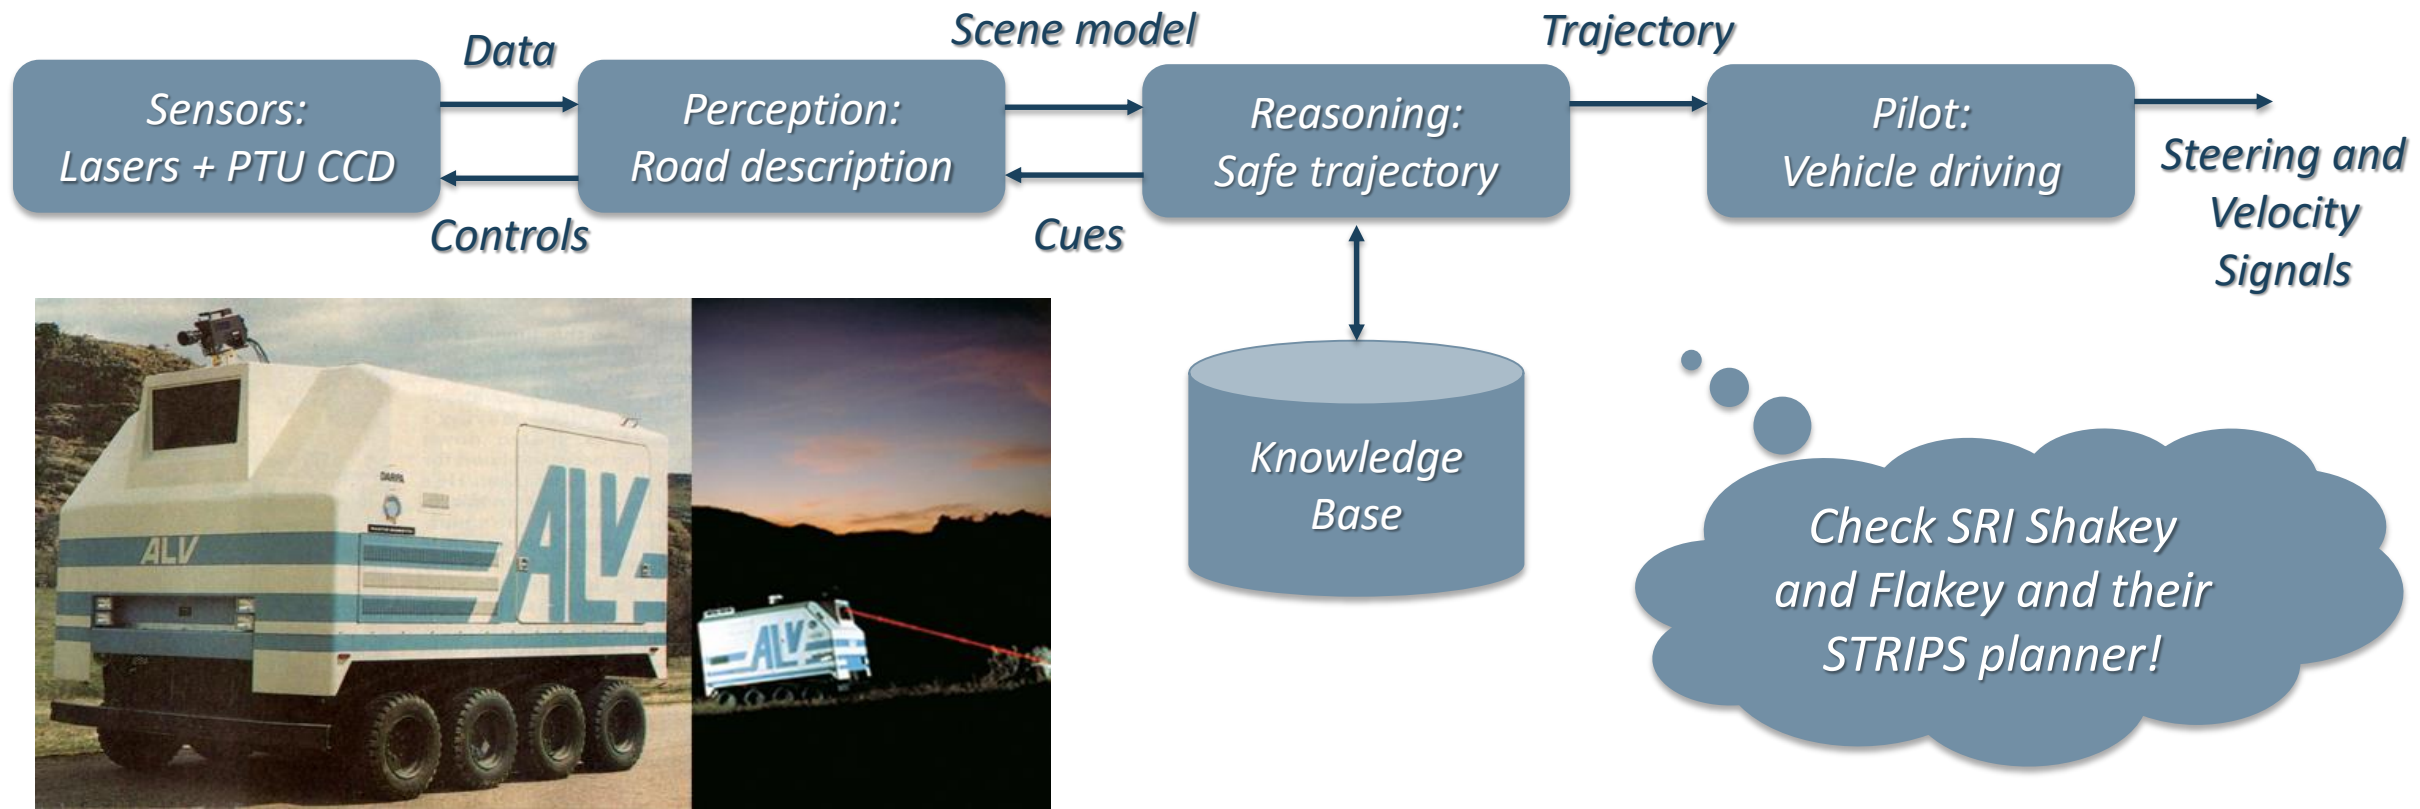 Data
Scene model
Trajectory
Sensors:
Lasers + PTU CCD
Perception:
Road description
Reasoning:
Safe trajectory
Pilot:
Vehicle driving
Controls
Cues
Steering and
Velocity
Signals
Knowledge
Base
Check SRI Shakey
and Flakey and their
STRIPS planner!
DARPA
ALV
ALV
ALV